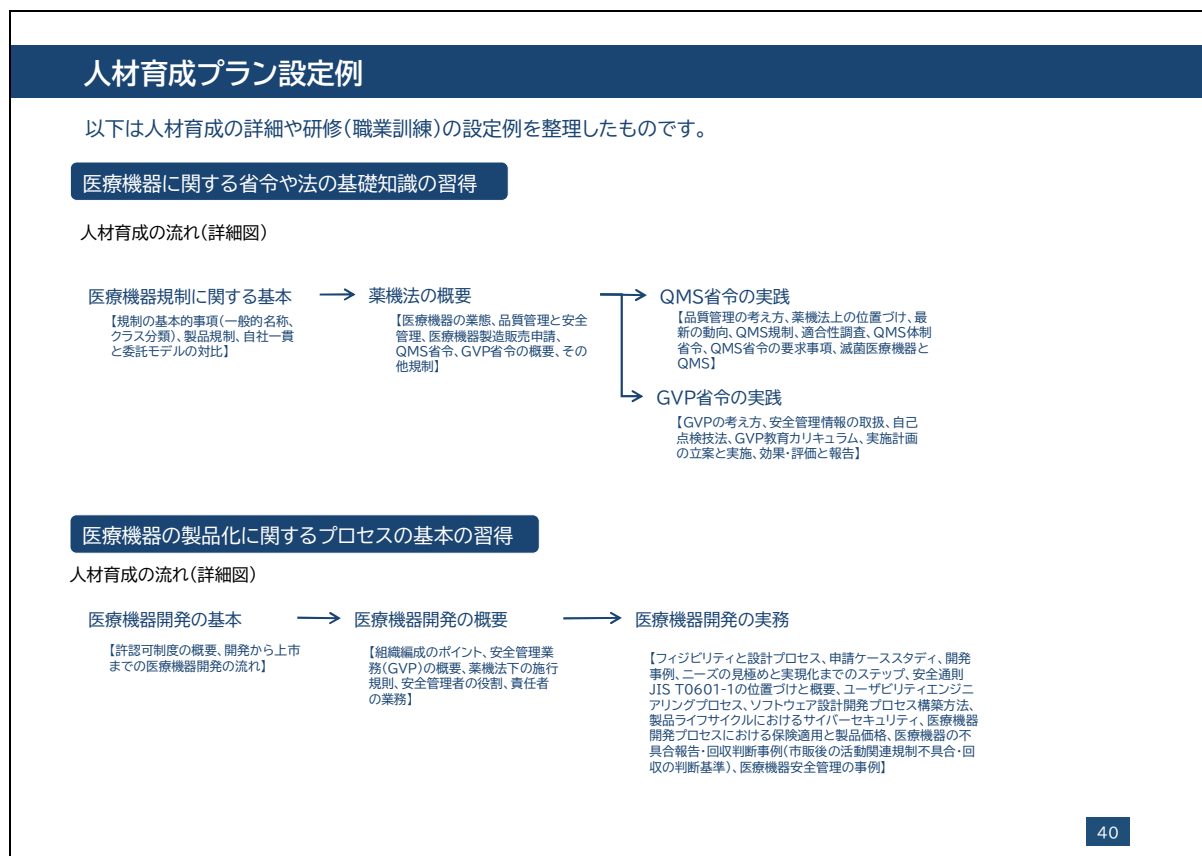 人材育成プラン設定例
以下は人材育成の詳細や研修(職業訓練)の設定例を整理したものです。
医療機器に関する省令や法の基礎知識の習得
人材育成の流れ(詳細図)
医療機器規制に関する基本
【規制の基本的事項(一般的名称、
クラス分類)、製品規制、自社一貫
と委託モデルの対比】
薬機法の概要
【医療機器の業態、品質管理と安全
管理、医療機器製造販売申請、
QMS省令、GVP省令の概要、その
他規制】
QMS省令の実践
【品質管理の考え方、薬機法上の位置づけ、最
新の動向、QMS規制、適合性調査、QMS体制
省令、QMS省令の要求事項、滅菌医療機器と
QMS】
GVP省令の実践
【GVPの考え方、安全管理情報の取扱、自己
点検技法、GVP教育カリキュラム、実施計画
の立案と実施、効果・評価と報告】
医療機器の製品化に関するプロセスの基本の習得
人材育成の流れ(詳細図)
医療機器開発の基本
【許認可制度の概要、開発から上市
までの医療機器開発の流れ】
医療機器開発の概要
【組織編成のポイント、安全管理業
務(GVP)の概要、薬機法下の施行
規則、安全管理者の役割、責任者
の業務】
医療機器開発の実務
【フィジビリティと設計プロセス、申請ケーススタディ、開発
事例、ニーズの見極めと実現化までのステップ、安全通則
JIS T0601-1の位置づけと概要、ユーザビリティエンジニ
アリングプロセス、ソフトウェア設計開発プロセス構築方法、
製品ライフサイクルにおけるサイバーセキュリティ、医療機器
開発プロセスにおける保険適用と製品価格、医療機器の不
具合報告・回収判断事例(市販後の活動関連規制不具合・回
収の判断基準)、医療機器安全管理の事例】
40